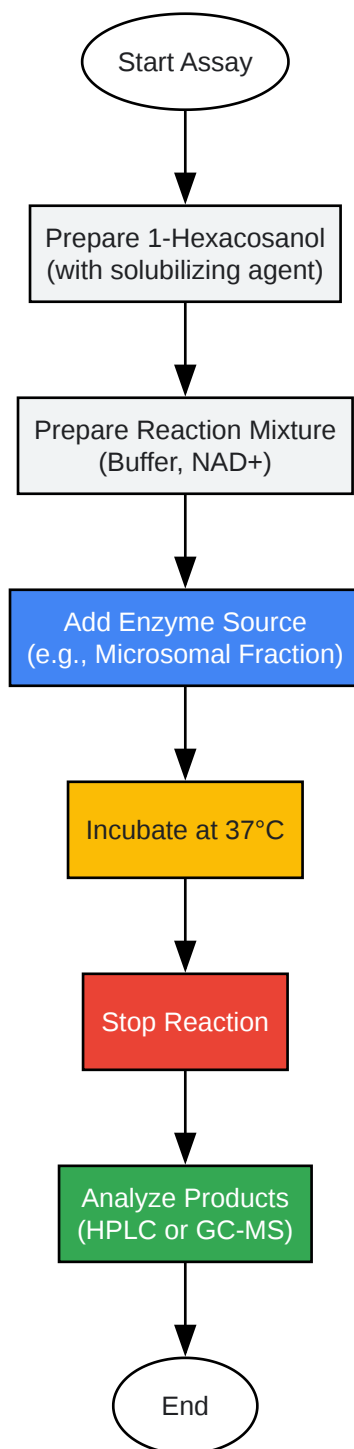 Start Assay
Prepare 1-Hexacosanol
(with solubilizing agent)
Prepare Reaction Mixture
(Buffer, NAD+)
Add Enzyme Source
(e.g., Microsomal Fraction)
Incubate at 37°C
Stop Reaction
Analyze Products
(HPLC or GC-MS)
End